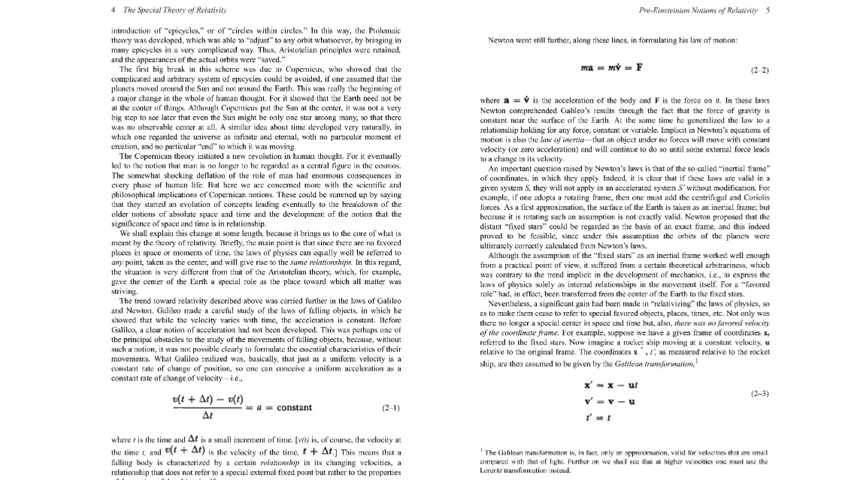 4 The Special Theory of Relativity
introduction of "epicycles," or of "circles within circles." In this way, the Ptolemaic
theory was developed, which was able to "adjust" to any orbit whatsoever, by bringing in
many epicycles in a very complicated way. Thus, Aristotelian principles were retained,
and the appearances of the actual orbits were "saved."
The first big break in this scheme was due to Copernicus, who showed that the
complicated and arbitrary system of epicycles could be avoided, if one assumed that the
planets moved around the Sun and not around the Earth. This was really the beginning of
a major change in the whole of human thought. For it showed that the Earth need not be
at the center of things. Although Copernicus put the Sun at the center, it was not a very
big step to see later that even the Sun might be only one star among many, so that there
was no observable center at all. A similar idea about time developed very naturally, in
which one regarded the universe as infinite and eternal, with no particular moment of
creation, and no particular "end" to which it was moving.
The Copernican theory initiated a new revolution in human thought. For it eventually
led to the notion that man is no longer to be regarded as a central figure in the cosmos.
The somewhat shocking deflation of the role of man had enormous consequences in
every phase of human life. But here we are concerned more with the scientific and
philosophical implications of Copernican notions. These could be summed up by saying
that they started an evolution of concepts leading eventually to the breakdown of the
older notions of absolute space and time and the development of the notion that the
significance of space and time is in relationship.
We shall explain this change at some length, because it brings us to the core of what is
meant by the theory of relativity. Briefly, the main point is that since there are no favored
places in space or moments of time, the laws of physics can equally well be referred to
any point, taken as the center, and will give rise to the same relationships. In this regard,
the situation is very different from that of the Aristotelian theory, which, for example,
gave the center of the Earth a special role as the place toward which all matter was
striving.
The trend toward relativity described above was carried further in the laws of Galileo
and Newton. Galileo made a careful study of the laws of falling objects, in which he
showed that while the velocity varies with time, the acceleration is constant. Before
Galileo, a clear notion of acceleration had not been developed. This was perhaps one of
the principal obstacles to the study of the movements of falling objects, because, without
such a notion, it was not possible clearly to formulate the essential characteristics of their
movements. What Galileo realized was, basically, that just as a uniform velocity is a
constant rate of change of position, so one can conceive a uniform acceleration as a
constant rate of change of velocity—i.e.,
v(t + Δt) − v(t) / Δt = a = constant (2–1)
where t is the time and Δt is a small increment of time. [v(t) is, of course, the velocity at
the time t, and v(t + Δt) is the velocity of the time, t + Δt.] This means that a
falling body is characterized by a certain relationship in its changing velocities, a
relationship that does not refer to a special external fixed point but rather to the properties
Pre-Einsteinian Notions of Relativity 5
Newton went still further, along these lines, in formulating his law of motion:
ma = mv̇ = F (2–2)
where a = v̇ is the acceleration of the body and F is the force on it. In these laws
Newton comprehended Galileo's results through the fact that the force of gravity is
constant near the surface of the Earth. At the same time he generalized the law to a
relationship holding for any force, constant or variable. Implicit in Newton's equations of
motion is also the law of inertia—that an object under no forces will move with constant
velocity (or zero acceleration) and will continue to do so until some external force leads
to a change in its velocity.
An important question raised by Newton's laws is that of the so-called "inertial frame"
of coordinates, in which they apply. Indeed, it is clear that if these laws are valid in a
given system S, they will not apply in an accelerated system S′ without modification. For
example, if one adopts a rotating frame, then one must add the centrifugal and Coriolis
forces. As a first approximation, the surface of the Earth is taken as an inertial frame; but
because it is rotating such an assumption is not exactly valid. Newton proposed that the
distant "fixed stars" could be regarded as the basis of an exact frame, and this indeed
proved to be feasible, since under this assumption the orbits of the planets were
ultimately correctly calculated from Newton's laws.
Although the assumption of the "fixed stars" as an inertial frame worked well enough
from a practical point of view, it suffered from a certain theoretical arbitrariness, which
was contrary to the trend implicit in the development of mechanics, i.e., to express the
laws of physics solely as internal relationships in the movement itself. For a "favored
role" had, in effect, been transferred from the center of the Earth to the fixed stars.
Nevertheless, a significant gain had been made in "relativizing" the laws of physics, so
as to make them cease to refer to special favored objects, places, times, etc. Not only was
there no longer a special center in space and time but, also, there was no favored velocity
of the coordinate frame. For example, suppose we have a given frame of coordinates x,
referred to the fixed stars. Now imagine a rocket ship moving at a constant velocity, u
relative to the original frame. The coordinates x′, t′, as measured relative to the rocket
ship, are then assumed to be given by the Galilean transformation,1
x′ = x − ut
v′ = v − u (2–3)
t′ = t
1 The Galilean transformation is, in fact, only an approximation, valid for velocities that are small
compared with that of light. Further on we shall see that at higher velocities one must use the
Lorentz transformation instead.